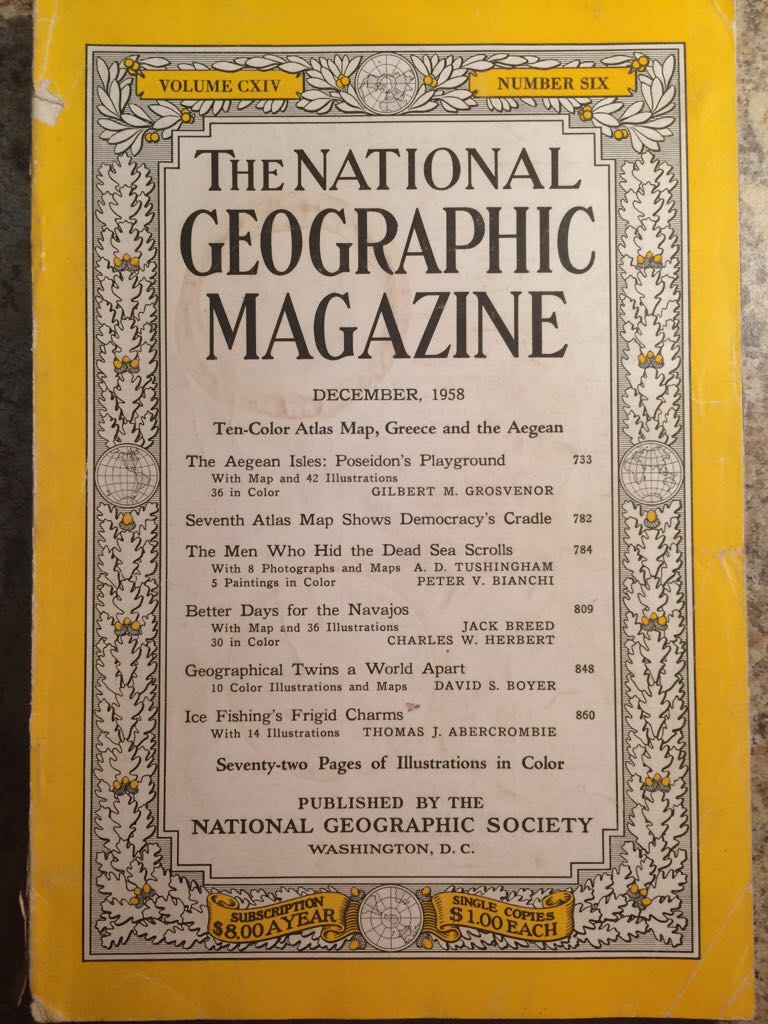 VOLUME CXIV
NUMBER SIX
THE NATIONAL
GEOGRAPHIC
MAGAZINE
DECEMBER, 1958
Ten-Color Atlas Map, Greece and the Aegean
The Aegean Isles: Poseidon's Playground 733
With Map and 42 Illustrations
36 in Color GILBERT M. GROSVENOR
Seventh Atlas Map Shows Democracy's Cradle 782
The Men Who Hid the Dead Sea Scrolls 784
With 8 Photographs and Maps A. D. TUSHINGHAM
5 Paintings in Color PETER V. BIANCHI
Better Days for the Navajos 809
With Map and 36 Illustrations JACK BREED
30 in Color CHARLES W. HERBERT
Geographical Twins a World Apart 848
10 Color Illustrations and Maps DAVID S. BOYER
Ice Fishing's Frigid Charms 860
With 14 Illustrations THOMAS J. ABERCROMBIE
Seventy-two Pages of Illustrations in Color
PUBLISHED BY THE
NATIONAL GEOGRAPHIC SOCIETY
WASHINGTON, D. C.
SUBSCRIPTION
$8.00 A YEAR
SINGLE COPIES
$1.00 EACH